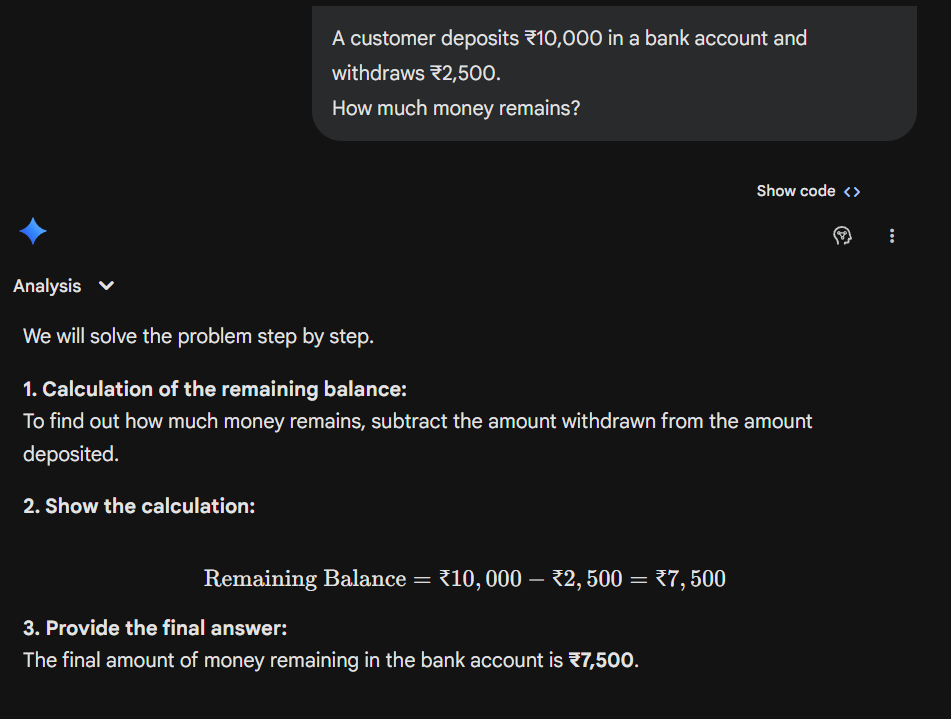 A customer deposits ₹10,000 in a bank account and
withdraws ₹2,500.
How much money remains?
Show code <>
Analysis
We will solve the problem step by step.
1. Calculation of the remaining balance:
To find out how much money remains, subtract the amount withdrawn from the amount
deposited.
2. Show the calculation:
Remaining Balance = ₹10, 000 − ₹2, 500 = ₹7, 500
3. Provide the final answer:
The final amount of money remaining in the bank account is ₹7,500.